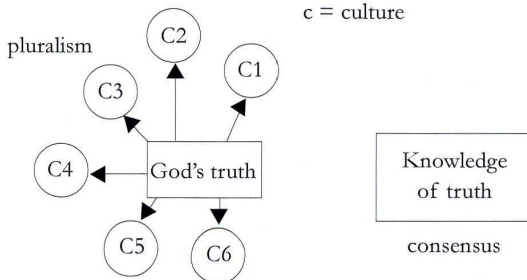 c = culture
pluralism
C2
C1
C3
C4
God's truth
C5
C6
Knowledge
of truth
consensus